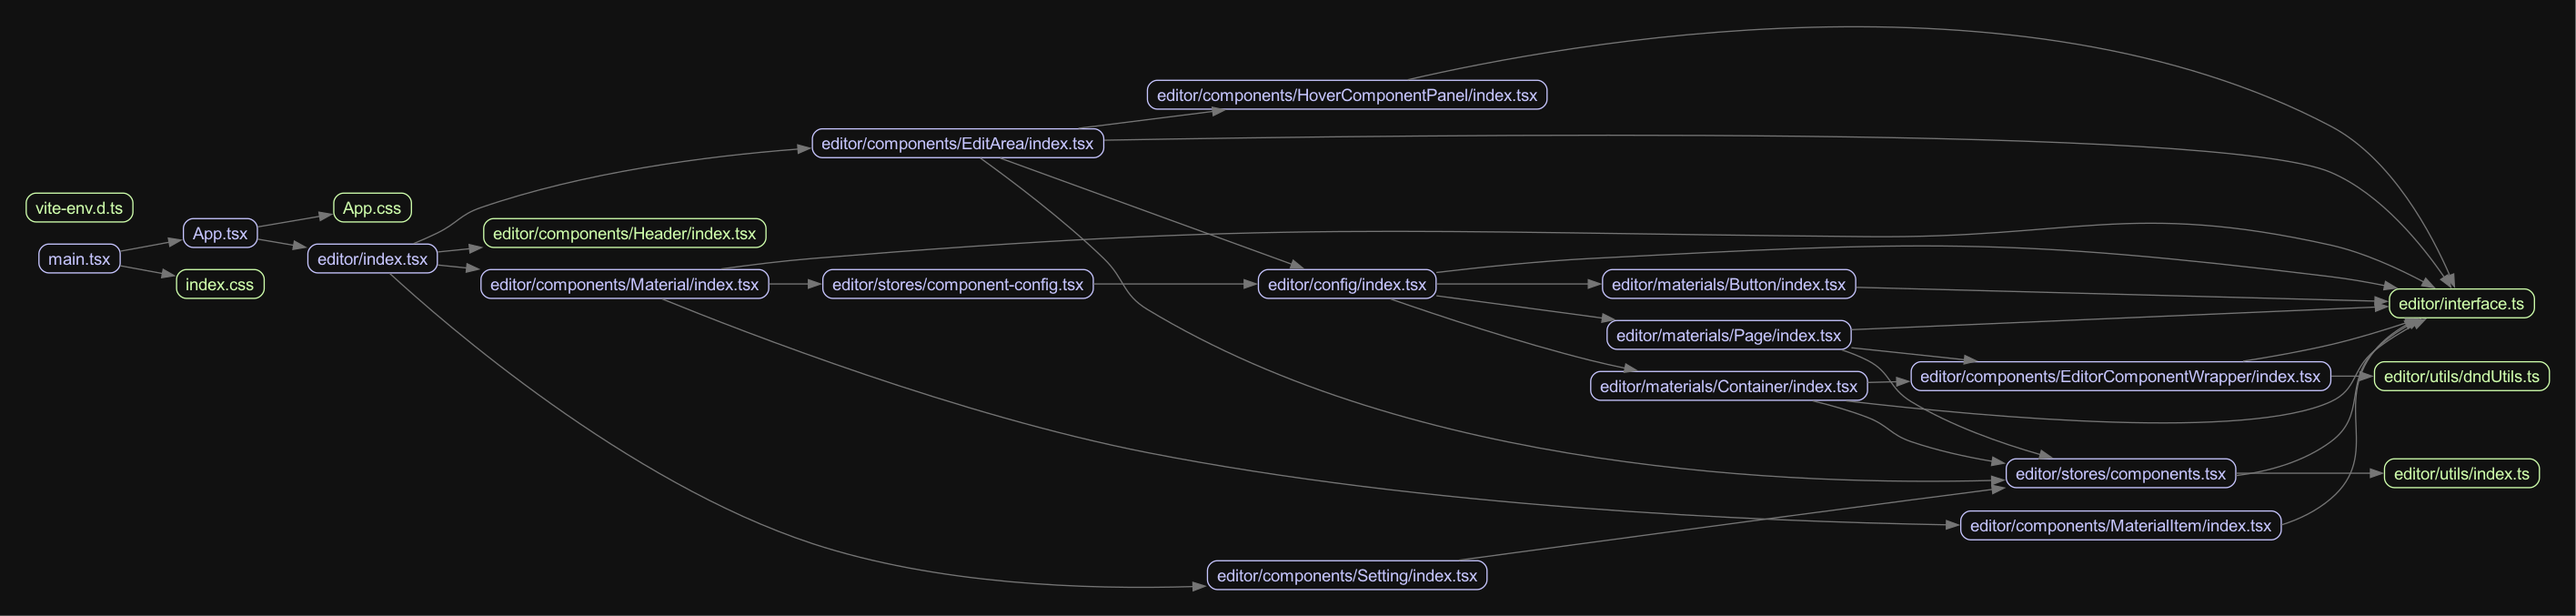 editor/components/HoverComponentPanel/index.tsx
editor/components/EditArea/index.tsx
vite-env.d.ts
App.css
App.tsx
editor/components/Header/index.tsx
main.tsx
editor/index.tsx
index.css
editor/components/Material/index.tsx
editor/stores/component-config.tsx
editor/config/index.tsx
editor/materials/Button/index.tsx
editor/interface.ts
editor/materials/Page/index.tsx
editor/materials/Container/index.tsx
editor/components/EditorComponentWrapper/index.tsx
editor/utils/dndUtils.ts
editor/stores/components.tsx
editor/utils/index.ts
editor/components/MaterialItem/index.tsx
editor/components/Setting/index.tsx